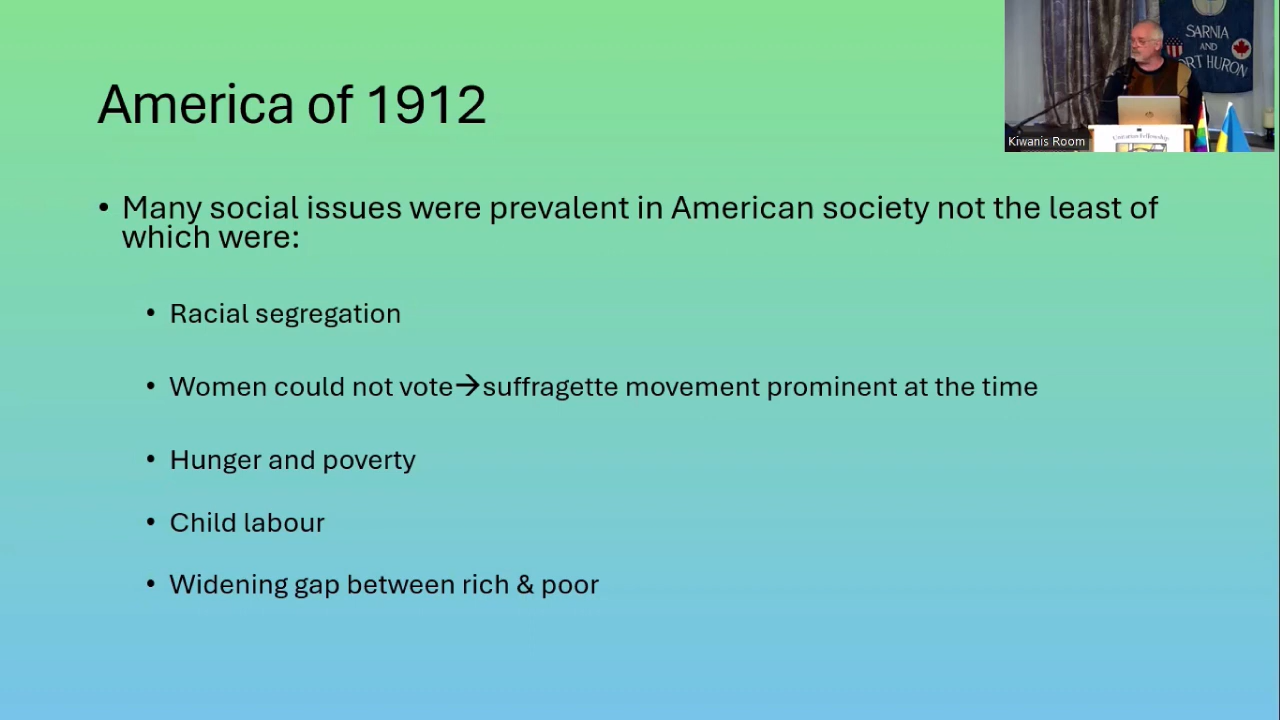 America of 1912
SARNIA
AND
RT HURON
Kiwanis Room
• Many social issues were prevalent in American society not the least of
which were:
• Racial segregation
• Women could not vote→suffragette movement prominent at the time
• Hunger and poverty
• Child labour
• Widening gap between rich & poor